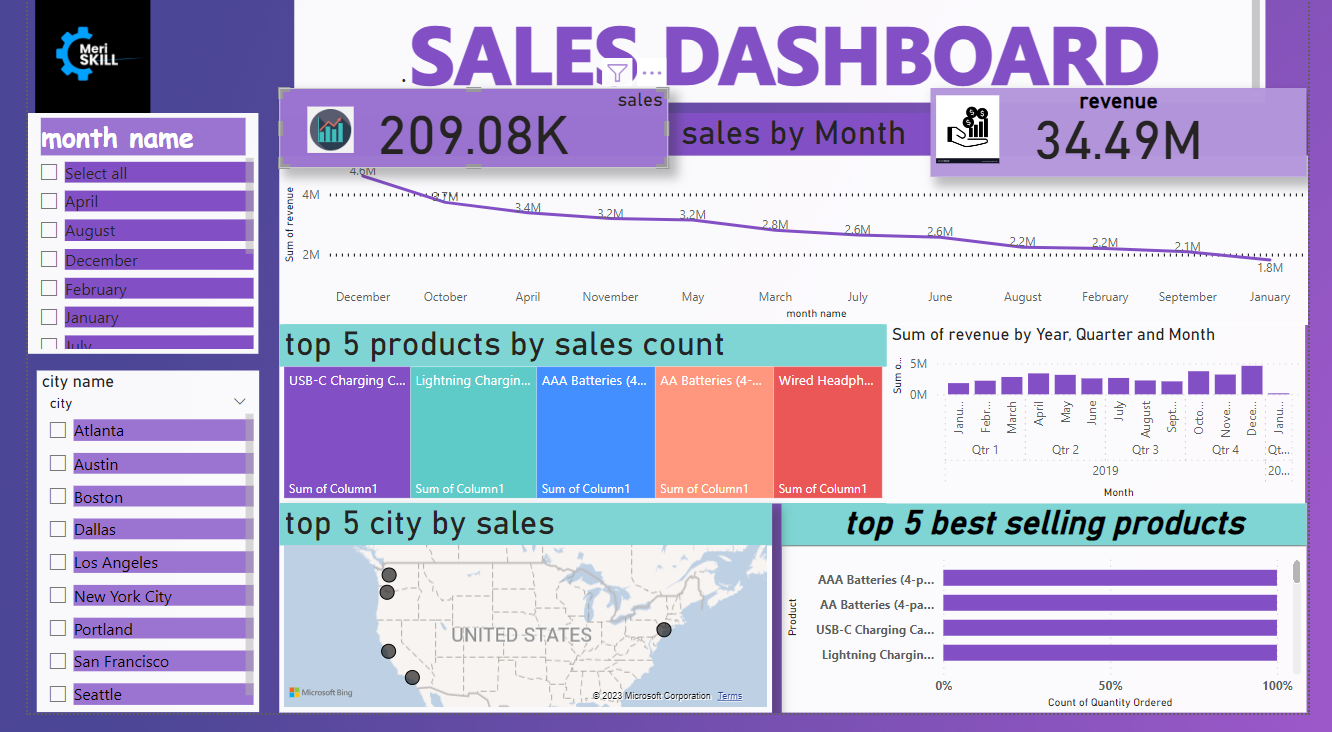 Meri
SKILL
SALES DASHBOARD
month name
Select all
April
August
December
February
January
July
city name
city
Atlanta
Austin
Boston
Dallas
Los Angeles
New York City
Portland
San Francisco
Seattle
sales
209.08K
sales by Month
revenue
34.49M
Sum of revenue
4M
2M
4.6M
3.7M
3.4M
3.2M
3.2M
2.8M
2.6M
2.6M
2.2M
2.2M
2.1M
1.8M
December October April November May March July June August February September January
month name
top 5 products by sales count
USB-C Charging C... Lightning Chargin... AAA Batteries (4... AA Batteries (4-... Wired Headph...
Sum of Column1 Sum of Column1 Sum of Column1 Sum of Column1 Sum of Column1
Sum of revenue by Year, Quarter and Month
Sum o...
5M
0M
Janu... Febr... March April May June July August Sept... Octo... Nove... Dece... Janu...
Qtr 1 Qtr 2 Qtr 3 Qtr 4 Qt...
2019 20...
Month
top 5 city by sales
UNITED STATES
Microsoft Bing
© 2023 Microsoft Corporation Terms
top 5 best selling products
Product
AAA Batteries (4-p...
AA Batteries (4-pa...
USB-C Charging Ca...
Lightning Chargin...
0% 50% 100%
Count of Quantity Ordered